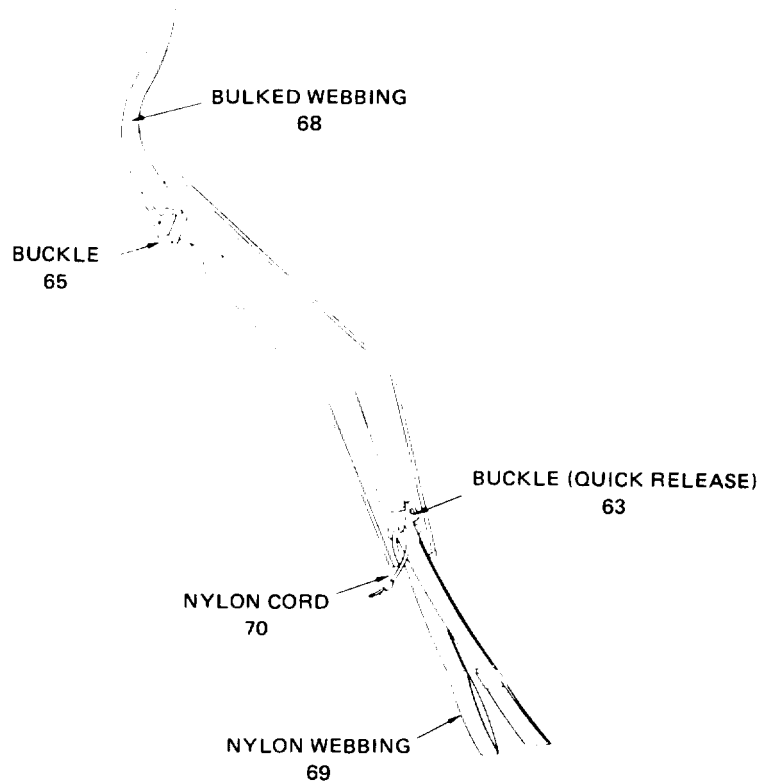 BULKED WEBBING
68
BUCKLE
65
BUCKLE (QUICK RELEASE)
63
NYLON CORD
70
NYLON WEBBING
69